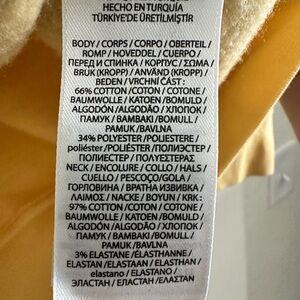 HECHO EN TURQUÍA
TÜRKİYE'DE ÜRETİLMİŞTİR
BODY / CORPS / CORPO / OBERTEIL /
ROMP / HOVEDDEL / CUERPO /
ПЕРЕД И СПИНКА / КОРПУС / ΣΩΜΑ /
BRUK (KROPP) / ANVÄND (KROPP) /
BEDEN / VRCHNÍ ČÁST :
66% COTTON / COTON / COTONE /
BAUMWOLLE / KATOEN / BOMULD /
ALGODÓN / ALGODÃO / ХЛОПОК /
ПАМУК / BAMBAKI / BOMULL /
PAMUK /BAVLNA
34% POLYESTER / POLIESTERE /
poliéster /POLIÉSTER /ПОЛИЭСТЕР
/ ПОЛИЕСТЕР / ΠΟΛΥΕΣΤΕΡΑΣ
NECK / ENCOLURE / COLLO / HALS /
CUELLO / PESCOÇO/GOLA /
ГОРЛОВИНА / ВРАТНА ИЗВИВКА /
ΛΑΙΜΟΣ / NACKE / BOYUN / KRK :
97% COTTON / COTON / COTONE /
BAUMWOLLE / KATOEN / BOMULD /
ALGODÓN / ALGODÃO / ХЛОПОК /
ПАМУК / BAMBAKI / BOMULL /
PAMUK /BAVLNA
3% ELASTANE / ÉLASTHANNE /
ELASTAN / ELASTAAN / ELASTHAN /
elastano / ELASTANO /
ЭЛАСТАН / ЕЛАСТАН / ΕΛΑΣΤΑΝ